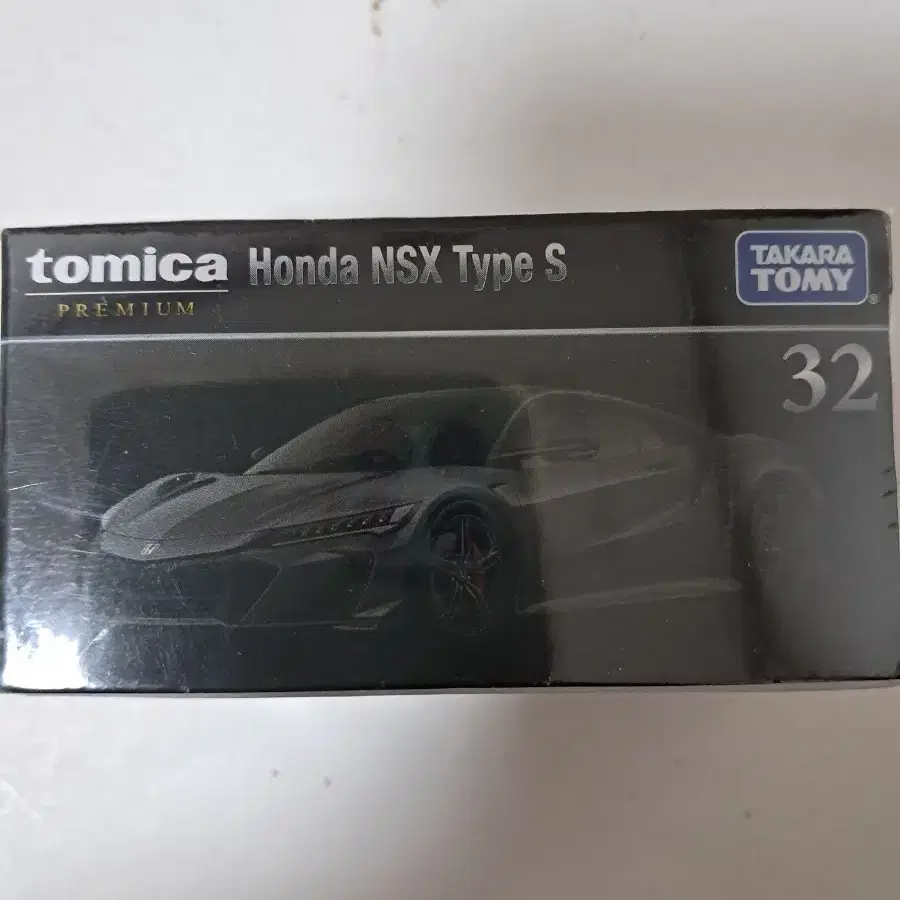 tomica Honda NSX Type S
PREMIUM
TAKARA
TOMY®
32